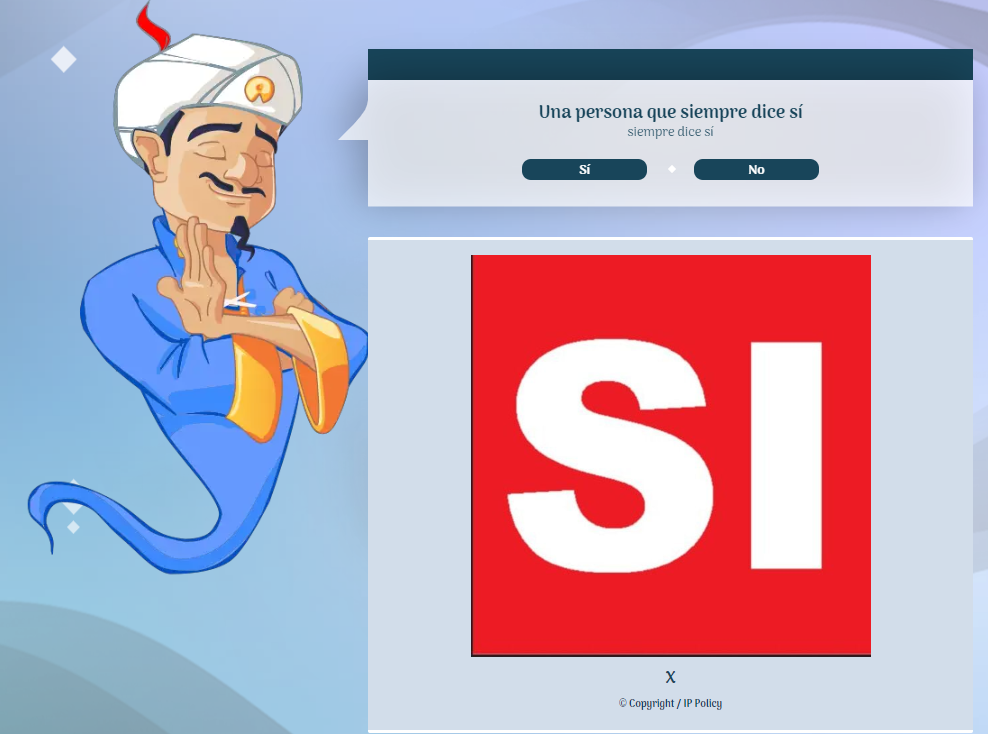 Una persona que siempre dice sí
siempre dice sí
Sí
No
SI
X
© Copyright / IP Policy